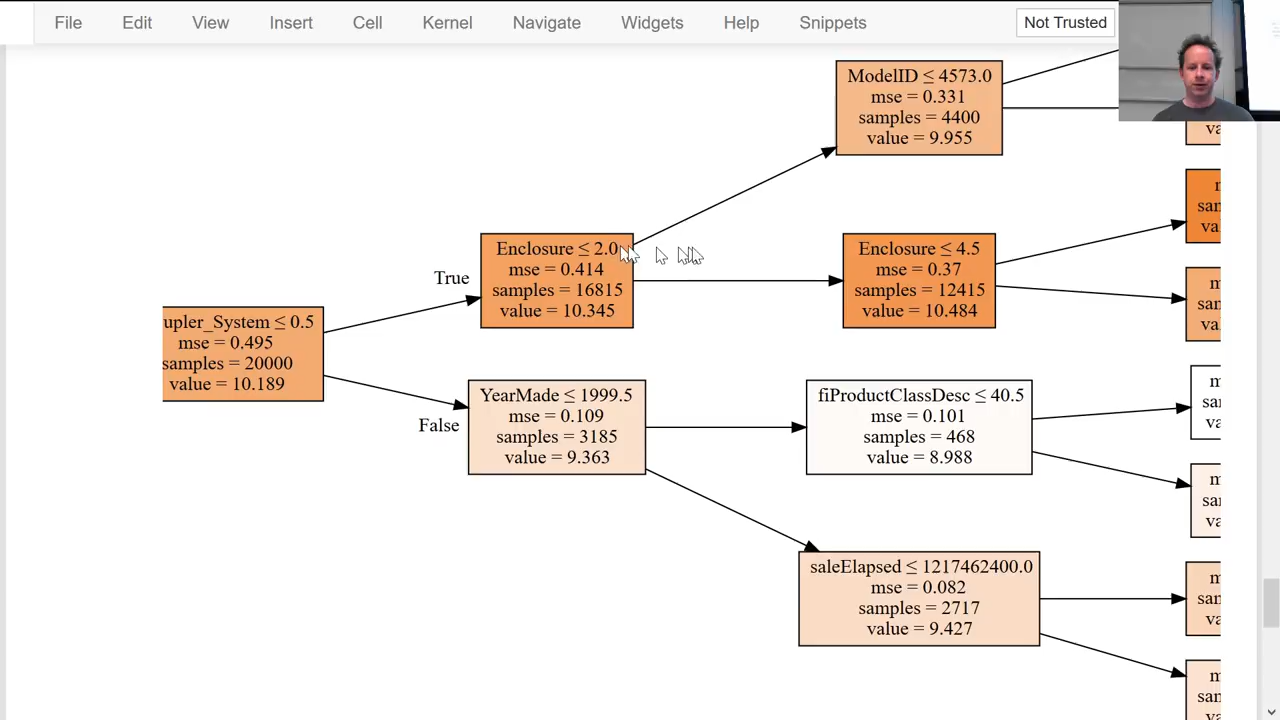 File Edit View Insert Cell Kernel Navigate Widgets Help Snippets Not Trusted
ModelID ≤ 4573.0
mse = 0.331
samples = 4400
value = 9.955
Enclosure ≤ 2.0
mse = 0.414
samples = 16815
value = 10.345
Enclosure ≤ 4.5
mse = 0.37
samples = 12415
value = 10.484
True
upler_System ≤ 0.5
mse = 0.495
samples = 20000
value = 10.189
False
YearMade ≤ 1999.5
mse = 0.109
samples = 3185
value = 9.363
fiProductClassDesc ≤ 40.5
mse = 0.101
samples = 468
value = 8.988
saleElapsed ≤ 1217462400.0
mse = 0.082
samples = 2717
value = 9.427